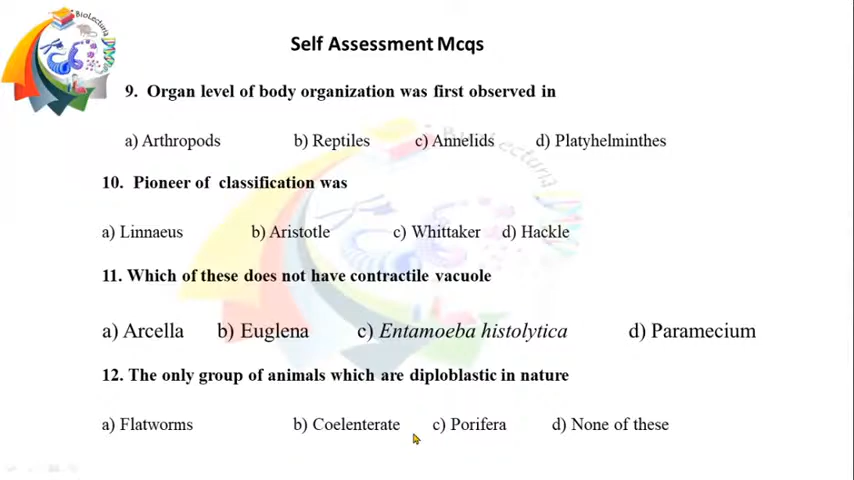 BioLecturia
Self Assessment Mcqs
9. Organ level of body organization was first observed in
a) Arthropods b) Reptiles c) Annelids d) Platyhelminthes
10. Pioneer of classification was
a) Linnaeus b) Aristotle c) Whittaker d) Hackle
11. Which of these does not have contractile vacuole
a) Arcella b) Euglena c) Entamoeba histolytica d) Paramecium
12. The only group of animals which are diploblastic in nature
a) Flatworms b) Coelenterate c) Porifera d) None of these